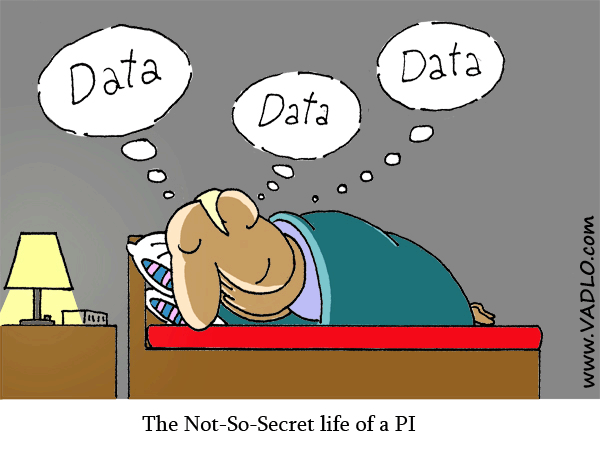 Data
Data
Data
www.VADLO.com
The Not-So-Secret life of a PI